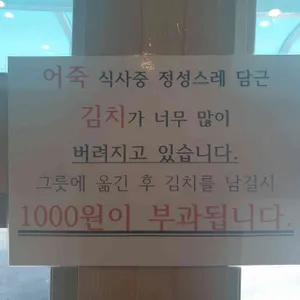 어죽 식사중 정성스레 담근
김치가 너무 많이
버려지고 있습니다.
그릇에 옮긴 후 김치를 남길시
1000원이 부과됩니다.